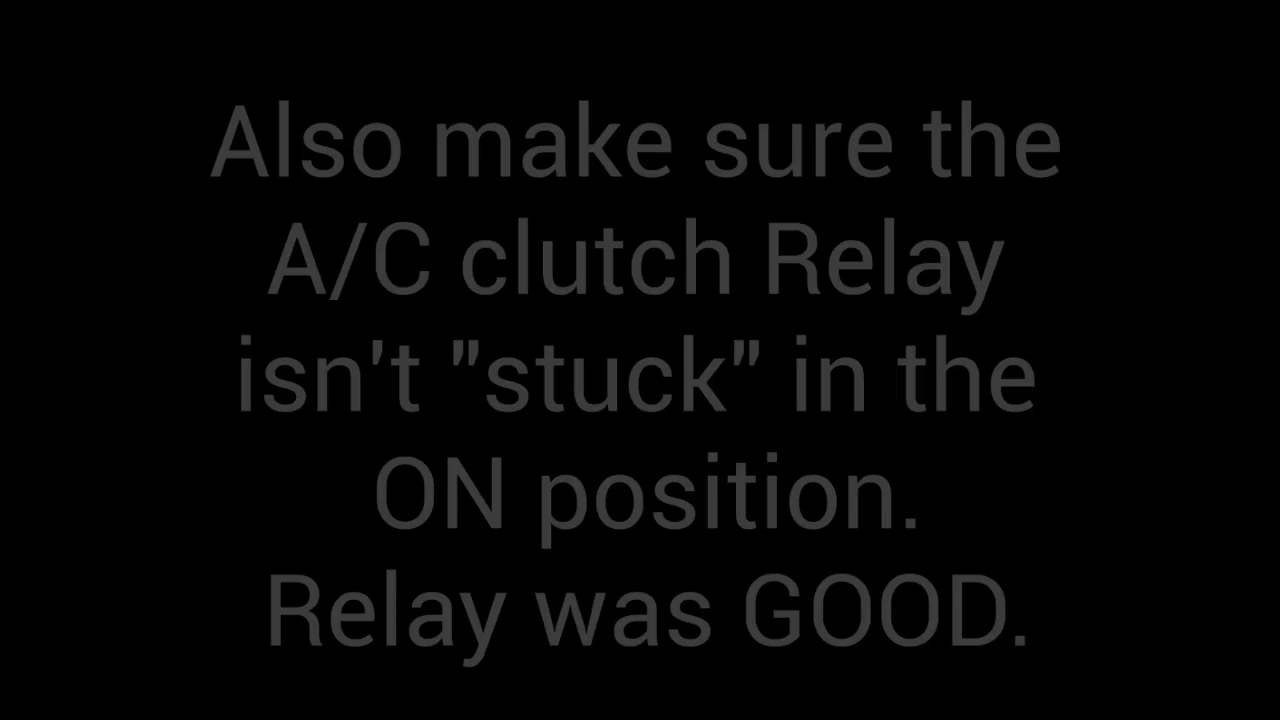 Also make sure the
A/C clutch Relay
isn't "stuck" in the
ON position.
Relay was GOOD.